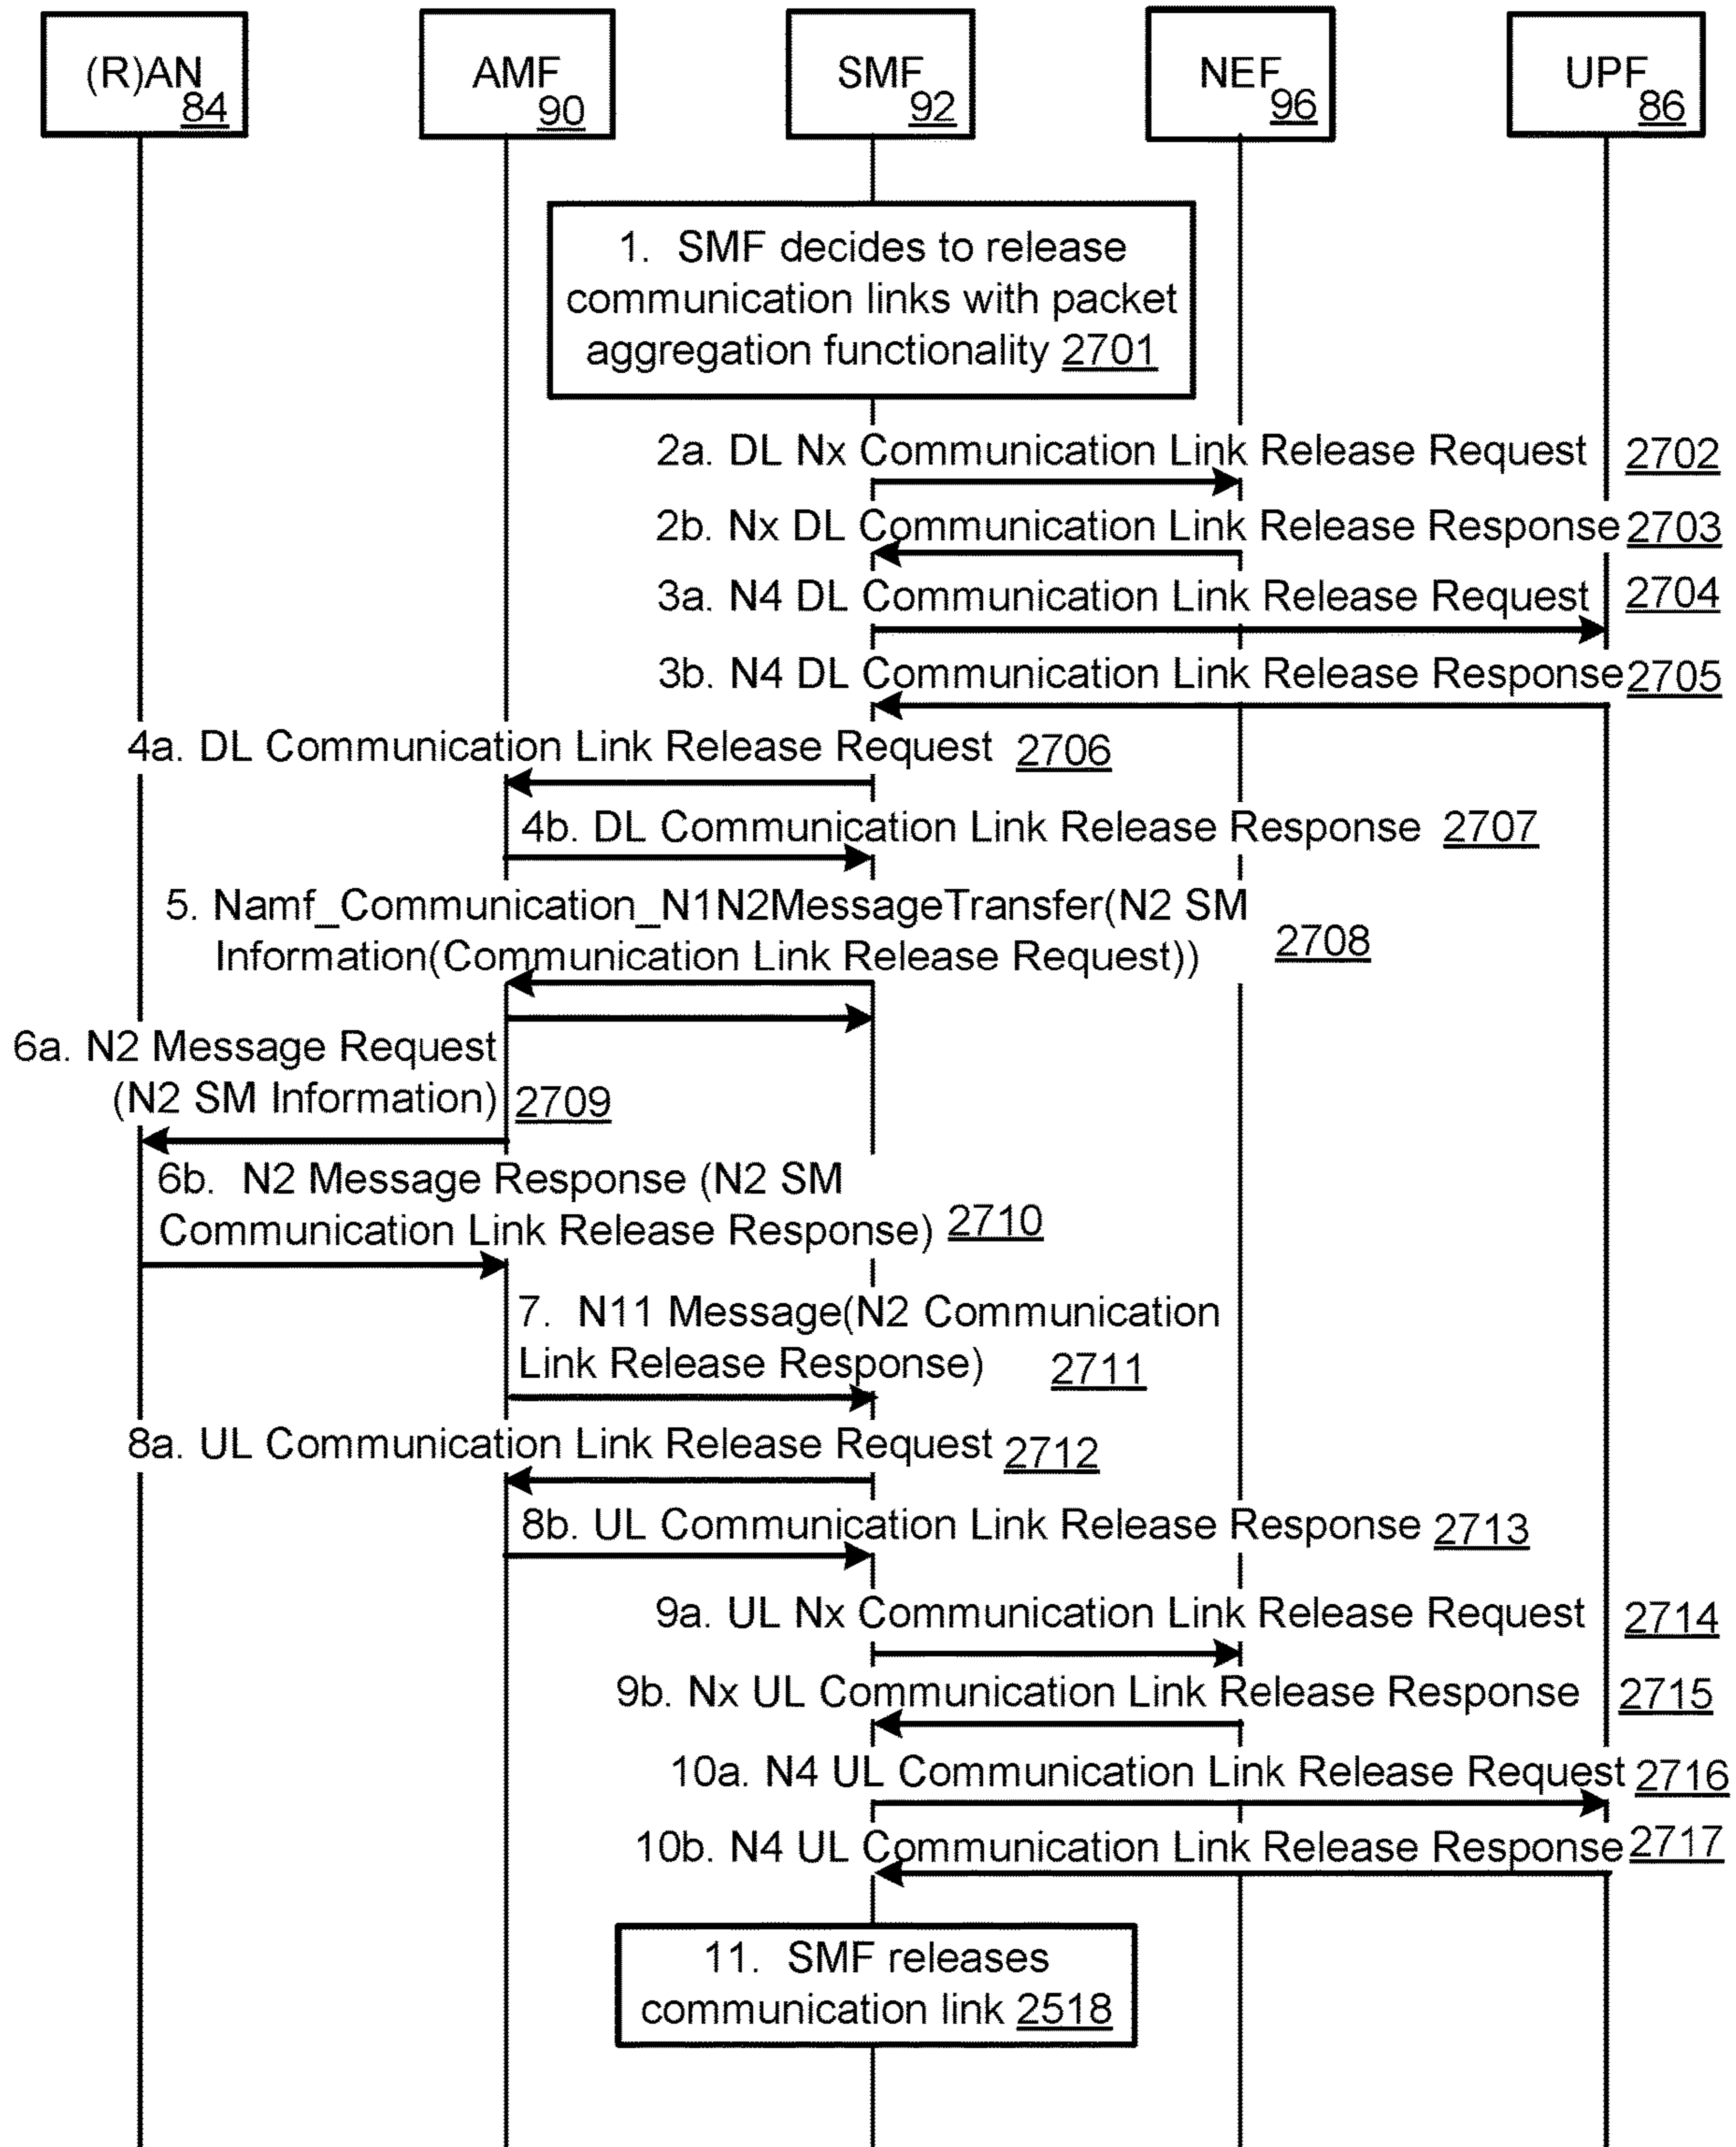 (R)AN
84
AMF
90
SMF
92
NEF
96
UPF
86
1. SMF decides to release
communication links with packet
aggregation functionality 2701
2a. DL Nx Communication Link Release Request 2702
2b. Nx DL Communication Link Release Response 2703
3a. N4 DL Communication Link Release Request 2704
3b. N4 DL Communication Link Release Response 2705
4a. DL Communication Link Release Request 2706
4b. DL Communication Link Release Response 2707
5. Namf_Communication_N1N2MessageTransfer(N2 SM
Information(Communication Link Release Request)) 2708
6a. N2 Message Request
(N2 SM Information) 2709
6b. N2 Message Response (N2 SM
Communication Link Release Response) 2710
7. N11 Message(N2 Communication
Link Release Response) 2711
8a. UL Communication Link Release Request 2712
8b. UL Communication Link Release Response 2713
9a. UL Nx Communication Link Release Request 2714
9b. Nx UL Communication Link Release Response 2715
10a. N4 UL Communication Link Release Request 2716
10b. N4 UL Communication Link Release Response 2717
11. SMF releases
communication link 2518